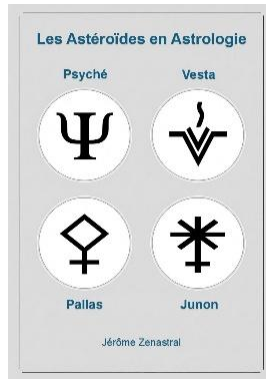 Les Astéroïdes en Astrologie
Psyché Vesta
Pallas Junon
Jérôme Zenastral